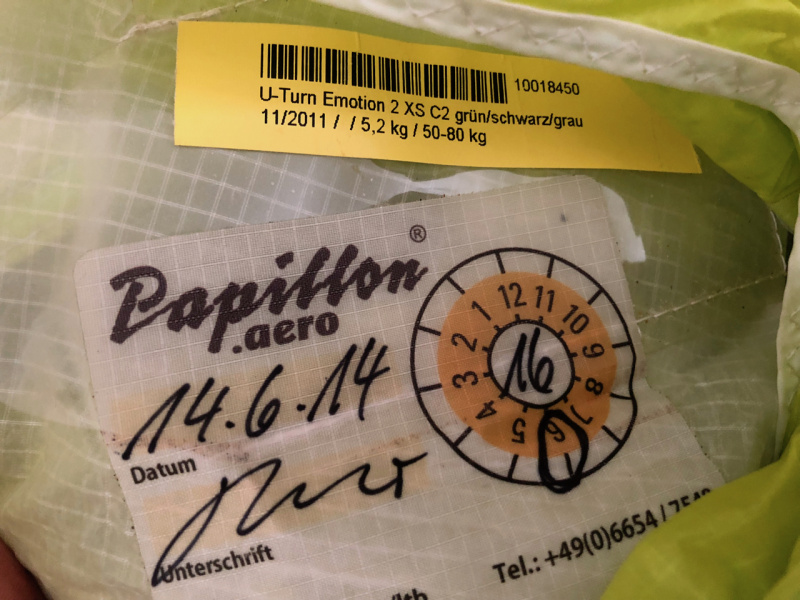 10018450
U-Turn Emotion 2 XS C2 grün/schwarz/grau
11/2011 / / 5,2 kg / 50-80 kg
Papillon®
.aero
12 11 10 9 8 7 6 5 4 3 2 1
16
14.6.14
Datum
Unterschrift
Tel.: +49(0)6654 /